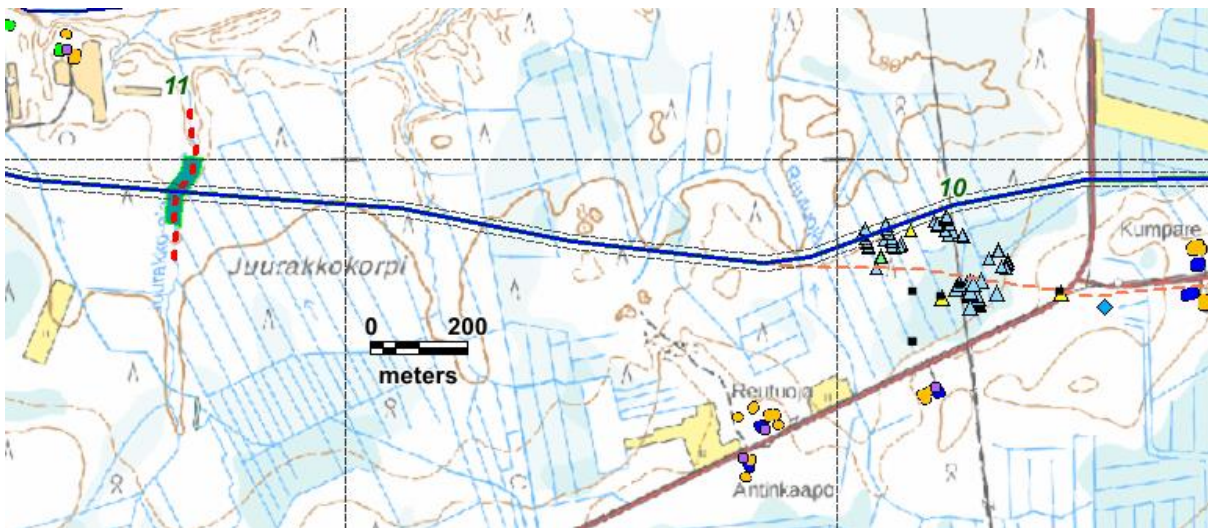 11
10
Kumpare
Juurakkokorpi
0 200
meters
Reutuoja
Antinkaapo